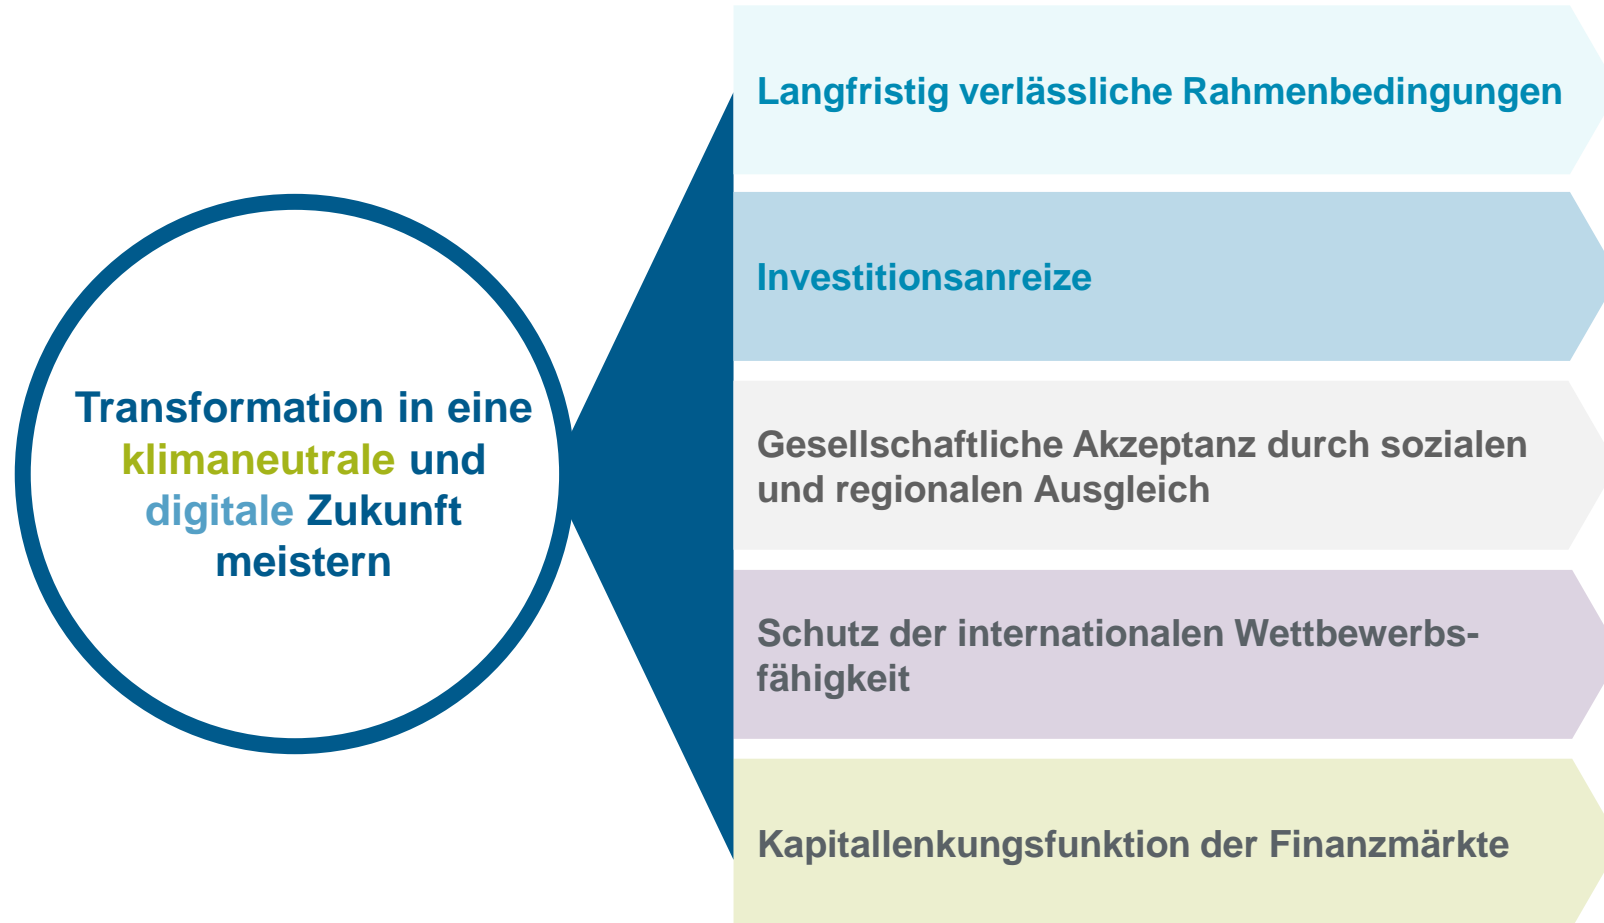 Transformation in eine
klimaneutrale und
digitale Zukunft
meistern
Langfristig verlässliche Rahmenbedingungen
Investitionsanreize
Gesellschaftliche Akzeptanz durch sozialen
und regionalen Ausgleich
Schutz der internationalen Wettbewerbs-
fähigkeit
Kapitallenkungsfunktion der Finanzmärkte